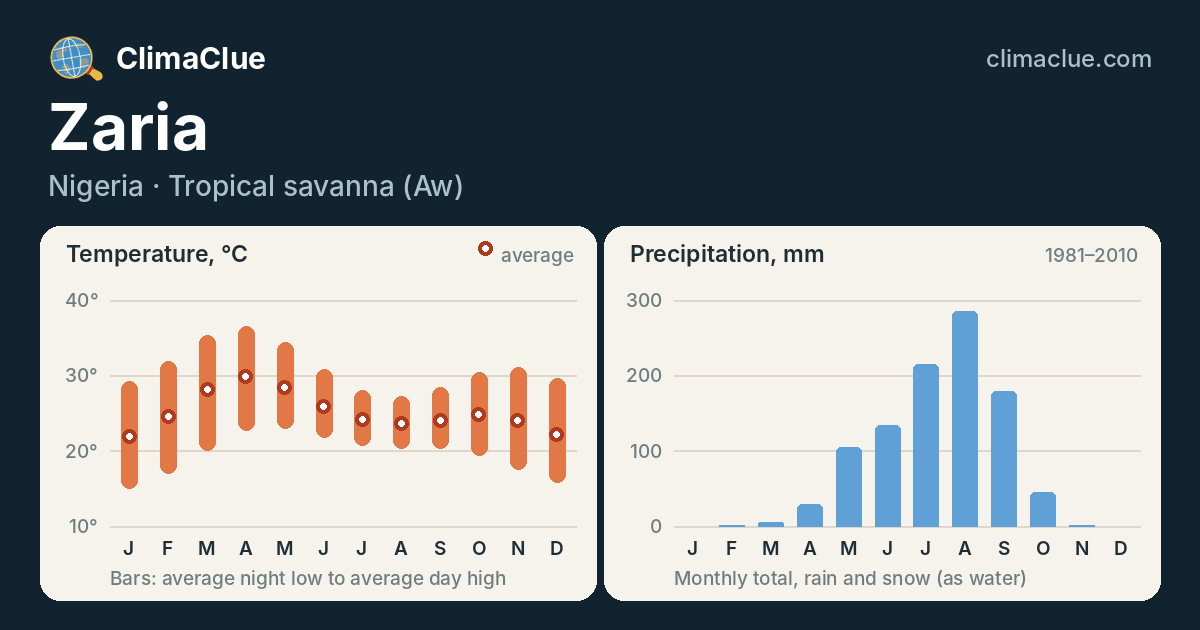 ClimaClue
climaclue.com
Zaria
Nigeria · Tropical savanna (Aw)
Temperature, °C
average
40°
30°
20°
10°
J F M A M J J A S O N D
Bars: average night low to average day high
Precipitation, mm
1981–2010
300
200
100
0
J F M A M J J A S O N D
Monthly total, rain and snow (as water)